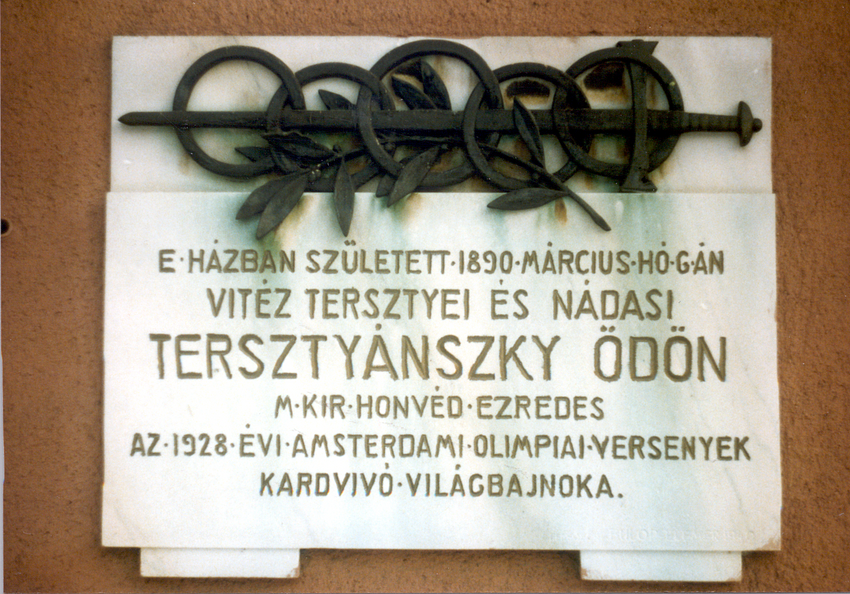 E·HÁZBAN SZÜLETETT·1890·MÁRCIUS·HÓ·6·ÁN
VITÉZ TERSZTYEI ÉS NÁDASI
TERSZTYÁNSZKY ÖDÖN
M·KIR·HONVÉD·EZREDES
AZ·1928·ÉVI·AMSTERDAMI·OLIMPIAI·VERSENYEK
KARDVIVÓ·VILÁGBAJNOKA.